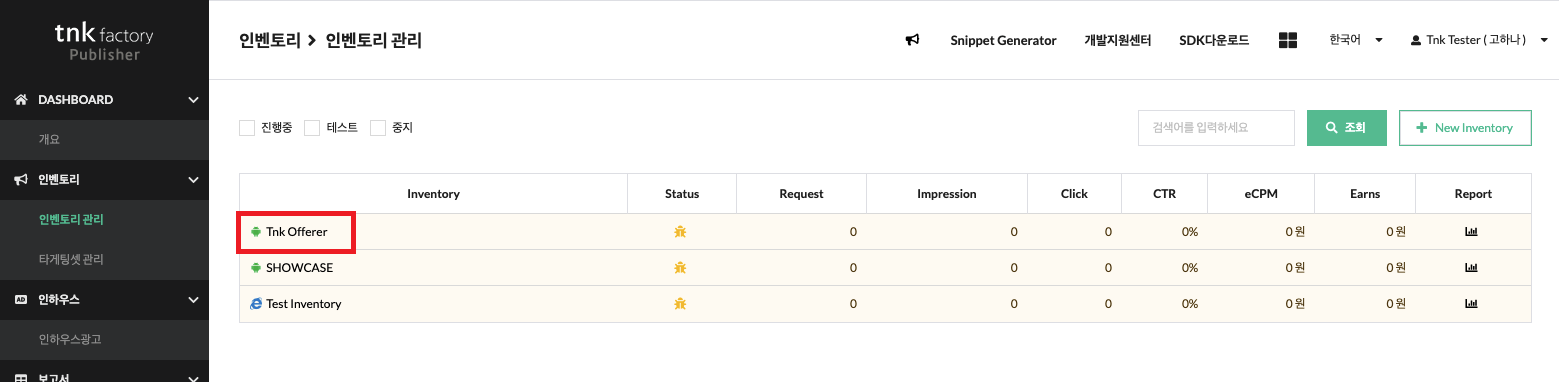 tnk factory
Publisher
인벤토리 > 인벤토리 관리
Snippet Generator 개발지원센터 SDK다운로드 한국어 Tnk Tester ( 고하나 )
DASHBOARD
개요
인벤토리
인벤토리 관리
타게팅셋 관리
AD 인하우스
인하우스광고
보고서
진행중 테스트 중지
검색어를 입력하세요 조회 + New Inventory
Inventory Status Request Impression Click CTR eCPM Earns Report
Tnk Offerer 0 0 0 0% 0 원 0 원
SHOWCASE 0 0 0 0% 0 원 0 원
Test Inventory 0 0 0 0% 0 원 0 원